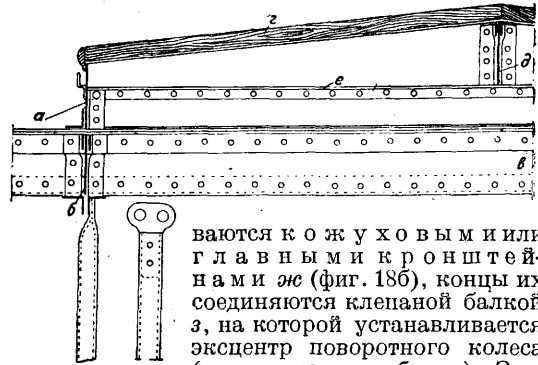 г
д
е
а
в
б
ваются кожуховыми или
главными кронштей-
нами ж (фиг. 18б), концы их
соединяются клепаной балкой
з, на которой устанавливается
эксцентр поворотного колеса